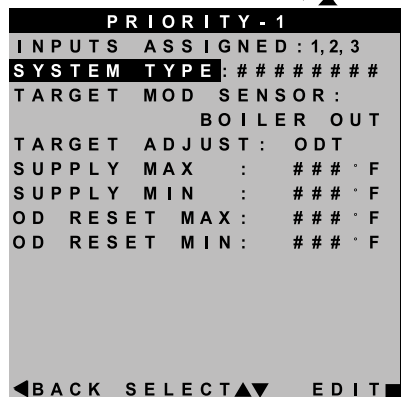 PRIORITY-1
INPUTS ASSIGNED:1,2,3
SYSTEM TYPE:########
TARGET MOD SENSOR:
BOILER OUT
TARGET ADJUST: ODT
SUPPLY MAX : ###°F
SUPPLY MIN : ###°F
OD RESET MAX: ###°F
OD RESET MIN: ###°F
◀BACK SELECT▲▼ EDIT■